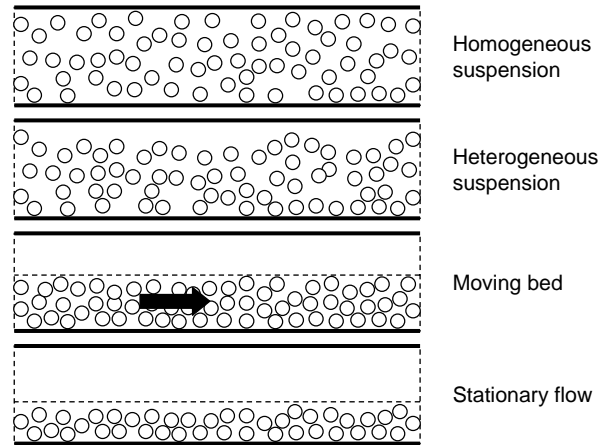 Homogeneous
suspension
Heterogeneous
suspension
Moving bed
Stationary flow